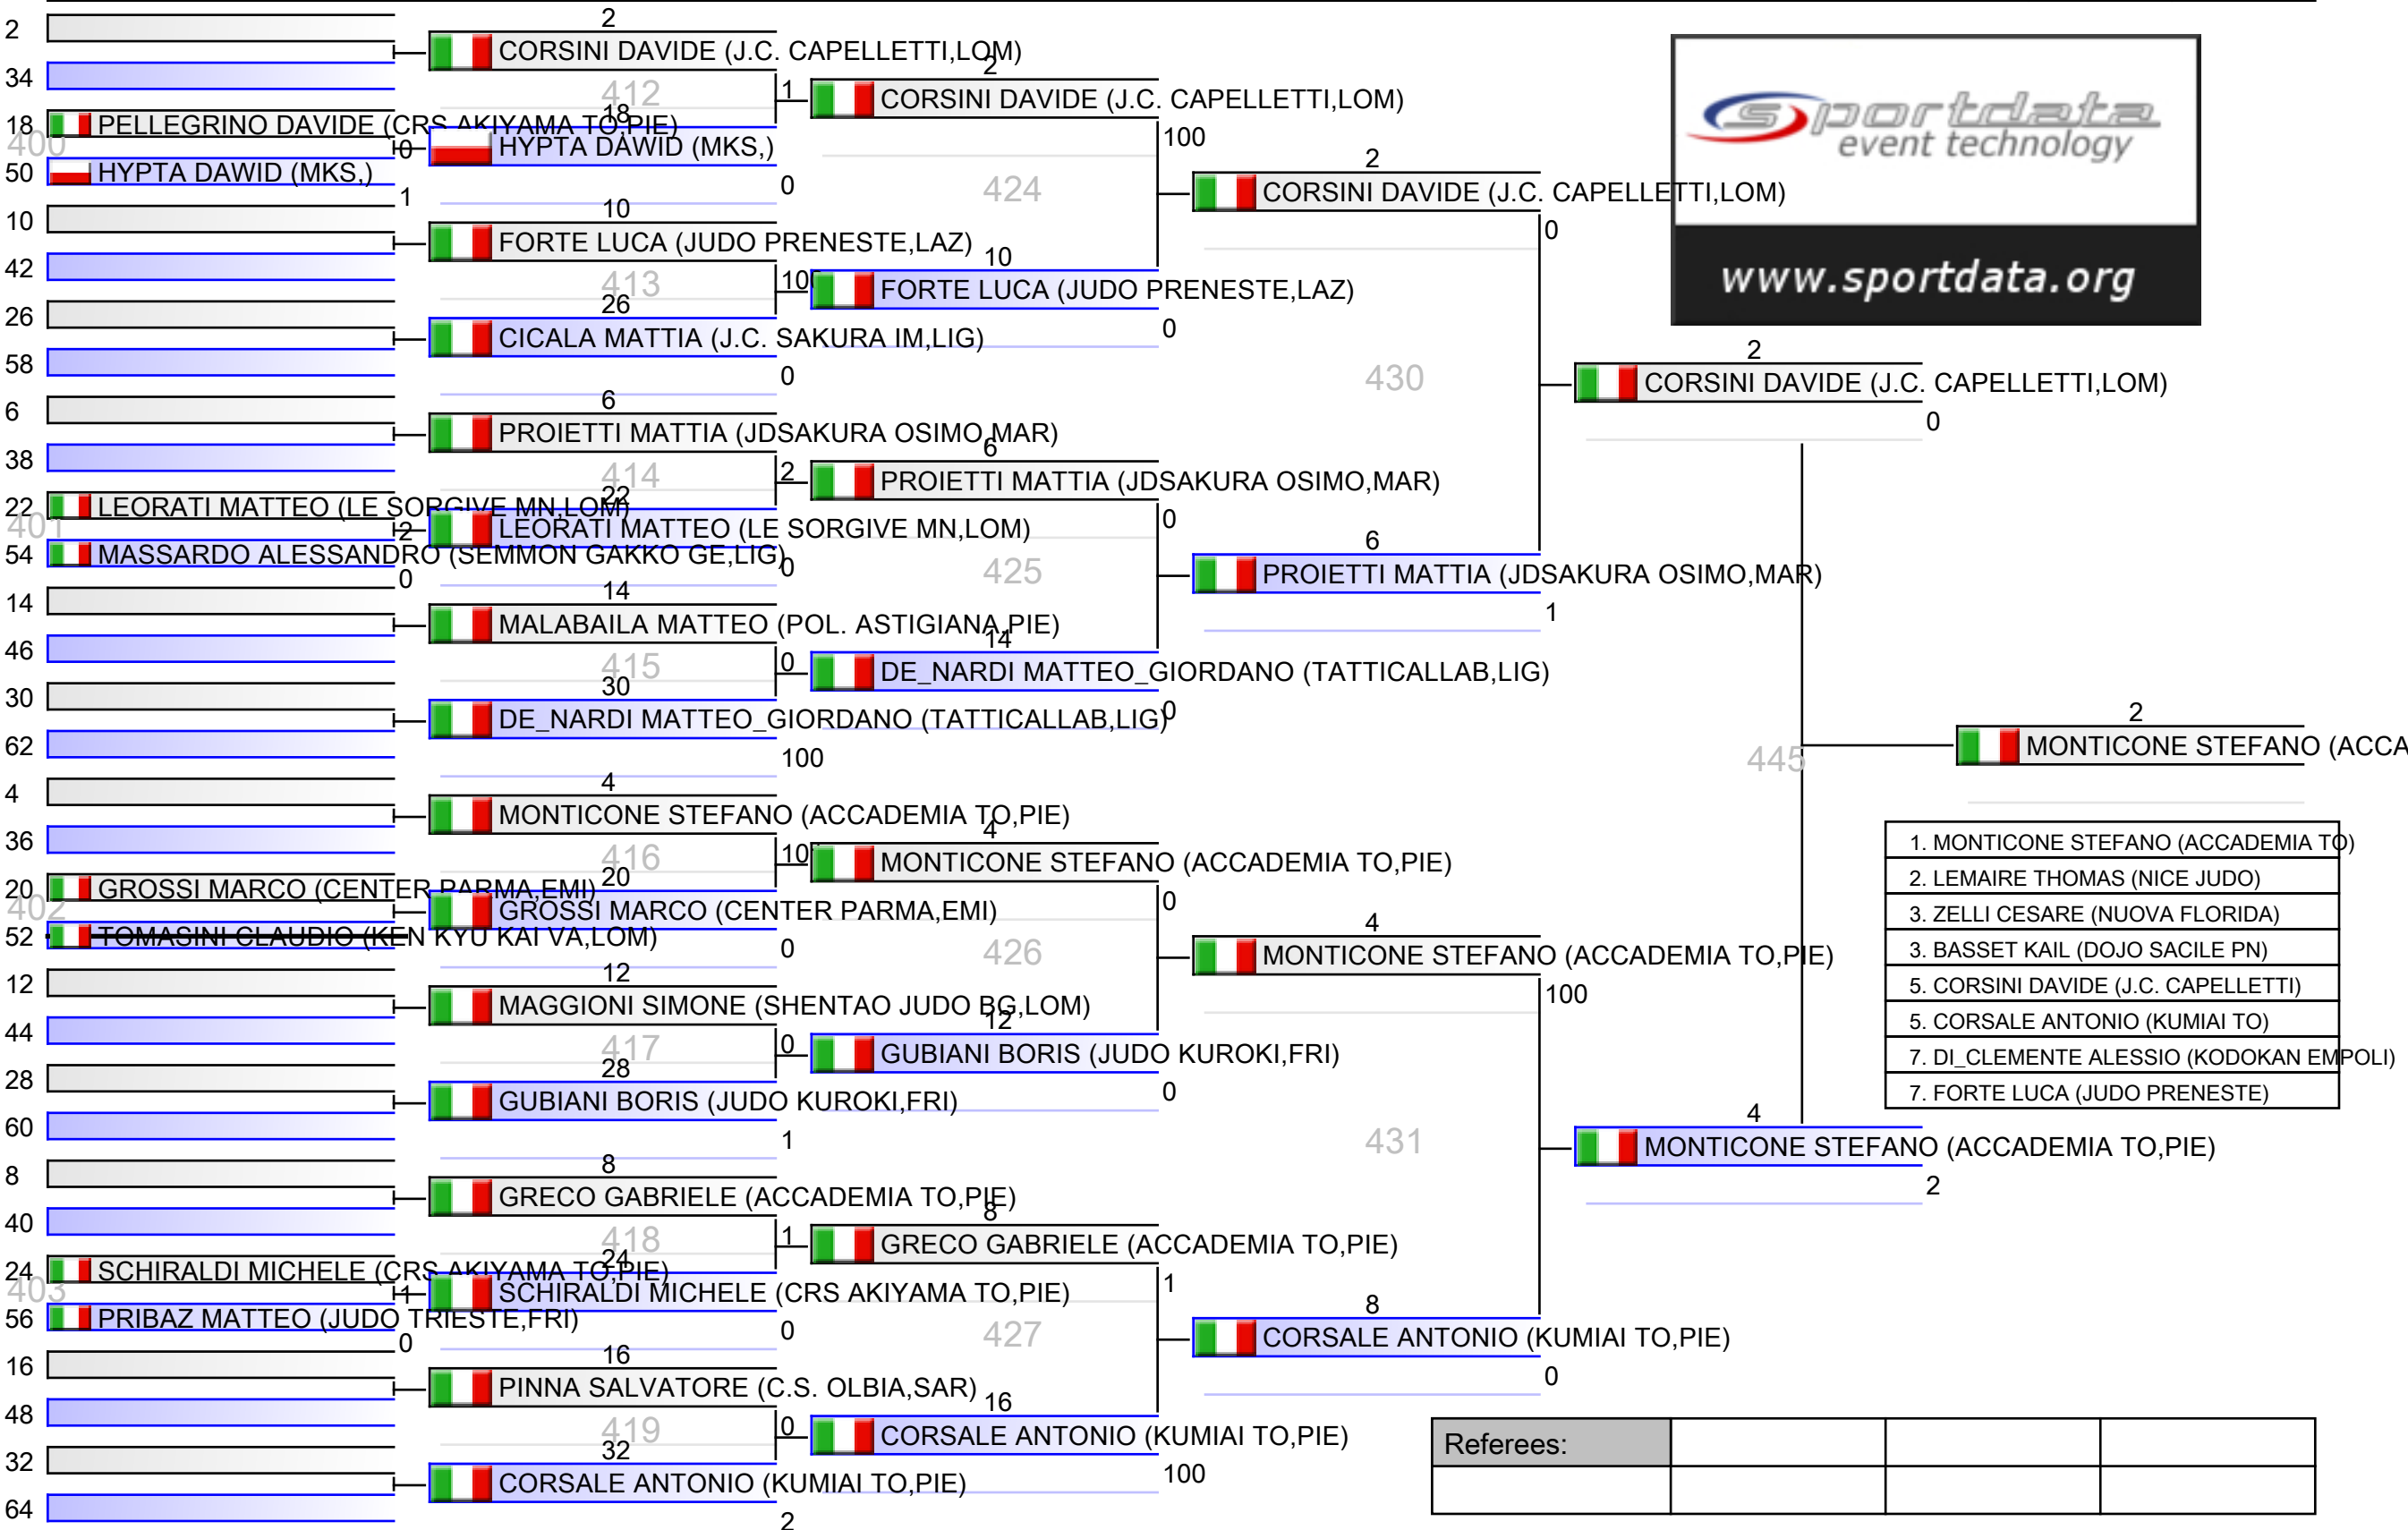 2
34
18 PELLEGRINO DAVIDE (CRS AKIYAMA TO,PIE)
400
0
50 HYPTA DAWID (MKS,)
1
10
42
26
58
6
38
22 LEORATI MATTEO (LE SORGIVE MN,LOM)
401
2
54 MASSARDO ALESSANDRO (SEMMON GAKKO GE,LIG)
0
14
46
30
62
4
36
20 GROSSI MARCO (CENTER PARMA,EMI)
402
52 TOMASINI CLAUDIO (KEN KYU KAI VA,LOM)
12
44
28
60
8
40
24 SCHIRALDI MICHELE (CRS AKIYAMA TO,PIE)
403
1
56 PRIBAZ MATTEO (JUDO TRIESTE,FRI)
0
16
48
32
64
2
CORSINI DAVIDE (J.C. CAPELLETTI,LOM)
412
1
18
HYPTA DAWID (MKS,)
0
10
FORTE LUCA (JUDO PRENESTE,LAZ)
413
10
26
CICALA MATTIA (J.C. SAKURA IM,LIG)
0
6
PROIETTI MATTIA (JDSAKURA OSIMO,MAR)
414
2
22
LEORATI MATTEO (LE SORGIVE MN,LOM)
0
14
MALABAILA MATTEO (POL. ASTIGIANA,PIE)
415
0
30
DE_NARDI MATTEO_GIORDANO (TATTICALLAB,LIG)
100
4
MONTICONE STEFANO (ACCADEMIA TO,PIE)
416
10
20
GROSSI MARCO (CENTER PARMA,EMI)
0
12
MAGGIONI SIMONE (SHENTAO JUDO BG,LOM)
417
0
28
GUBIANI BORIS (JUDO KUROKI,FRI)
1
8
GRECO GABRIELE (ACCADEMIA TO,PIE)
418
1
24
SCHIRALDI MICHELE (CRS AKIYAMA TO,PIE)
0
16
PINNA SALVATORE (C.S. OLBIA,SAR)
419
0
32
CORSALE ANTONIO (KUMIAI TO,PIE)
2
2
CORSINI DAVIDE (J.C. CAPELLETTI,LOM)
100
424
10
FORTE LUCA (JUDO PRENESTE,LAZ)
0
6
PROIETTI MATTIA (JDSAKURA OSIMO,MAR)
0
425
14
DE_NARDI MATTEO_GIORDANO (TATTICALLAB,LIG)
0
4
MONTICONE STEFANO (ACCADEMIA TO,PIE)
0
426
12
GUBIANI BORIS (JUDO KUROKI,FRI)
0
8
GRECO GABRIELE (ACCADEMIA TO,PIE)
1
427
16
CORSALE ANTONIO (KUMIAI TO,PIE)
100
2
CORSINI DAVIDE (J.C. CAPELLETTI,LOM)
0
430
6
PROIETTI MATTIA (JDSAKURA OSIMO,MAR)
1
4
MONTICONE STEFANO (ACCADEMIA TO,PIE)
100
431
8
CORSALE ANTONIO (KUMIAI TO,PIE)
0
sportdata
event technology
www.sportdata.org
2
CORSINI DAVIDE (J.C. CAPELLETTI,LOM)
0
445
4
MONTICONE STEFANO (ACCADEMIA TO,PIE)
2
2
MONTICONE STEFANO (ACCA
1. MONTICONE STEFANO (ACCADEMIA TO)
2. LEMAIRE THOMAS (NICE JUDO)
3. ZELLI CESARE (NUOVA FLORIDA)
3. BASSET KAIL (DOJO SACILE PN)
5. CORSINI DAVIDE (J.C. CAPELLETTI)
5. CORSALE ANTONIO (KUMIAI TO)
7. DI_CLEMENTE ALESSIO (KODOKAN EMPOLI)
7. FORTE LUCA (JUDO PRENESTE)
Referees: